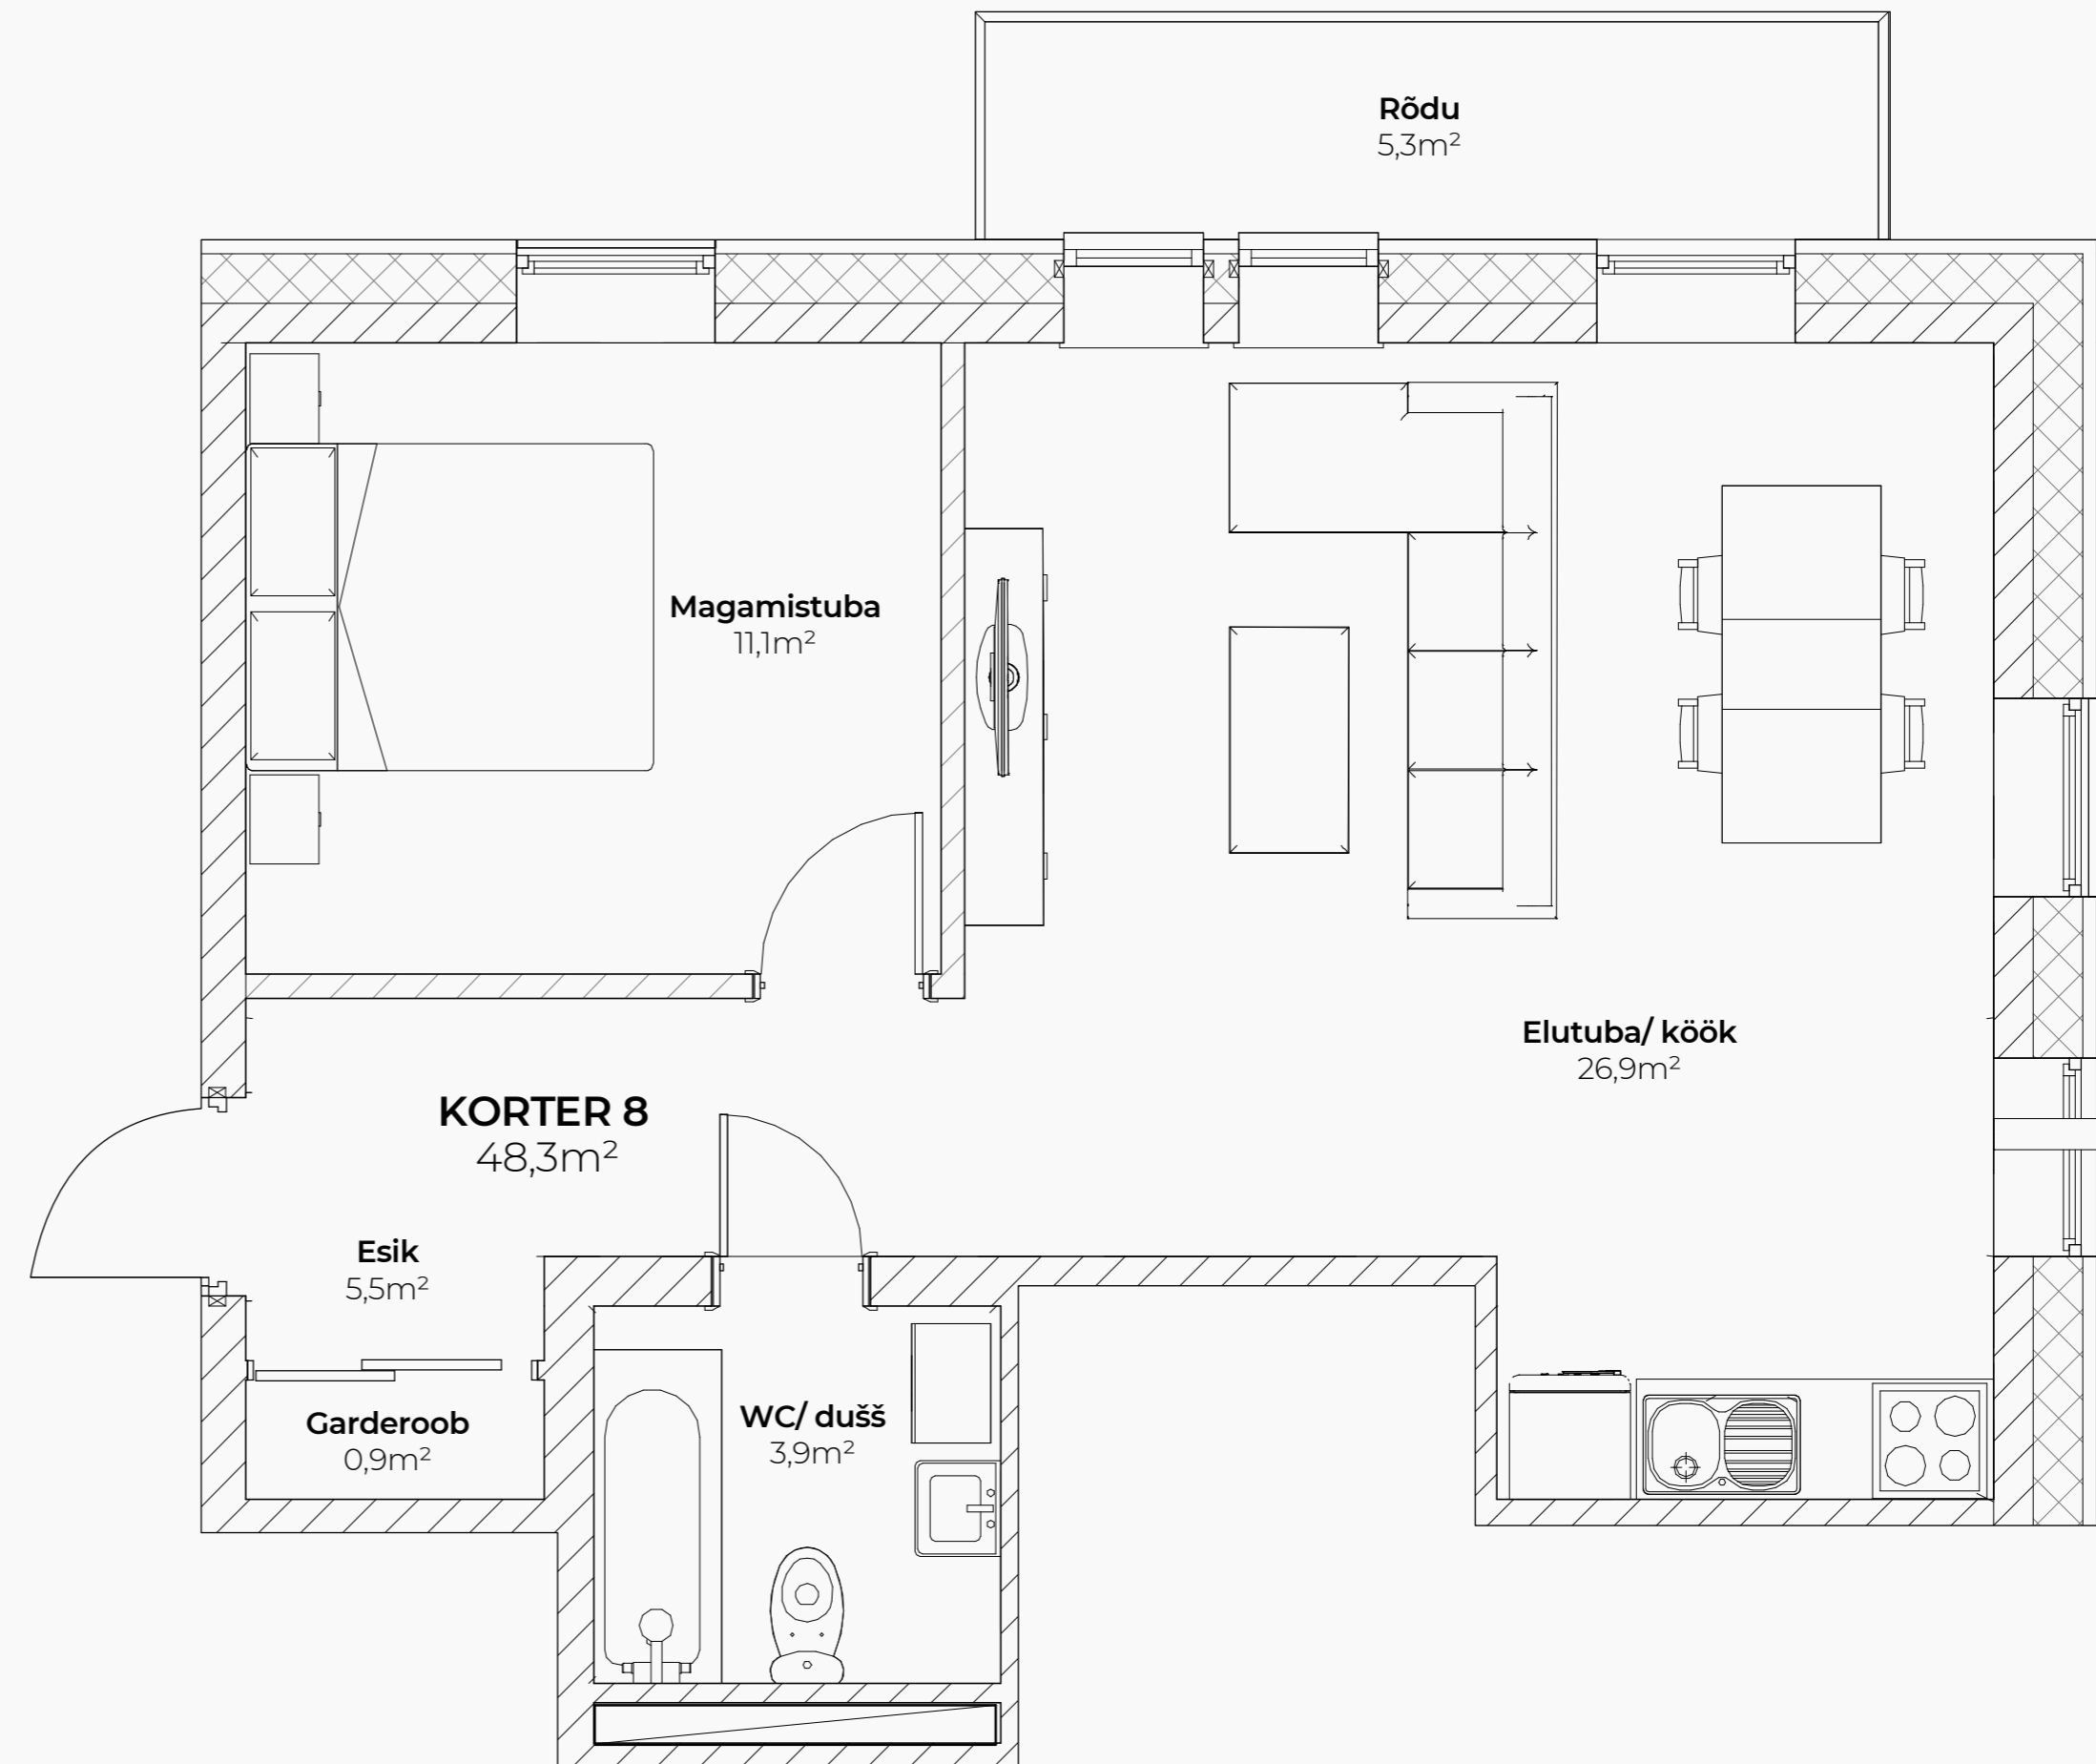 Rõdu
5,3m²
Magamistuba
11,1m²
Elutuba/ köök
26,9m²
KORTER 8
48,3m²
Esik
5,5m²
Garderoob
0,9m²
WC/ dušš
3,9m²